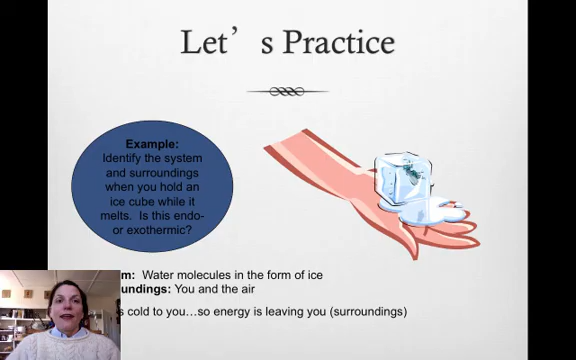 Let's Practice
Example:
Identify the system
and surroundings
when you hold an
ice cube while it
melts. Is this endo-
or exothermic?
Water molecules in the form of ice
You and the air
cold to you...so energy is leaving you (surroundings)